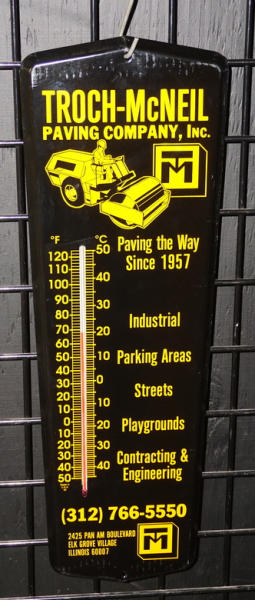 TROCH-McNEIL
PAVING COMPANY, Inc.
TM
°F °C
120
110
100
90
80
70
60
50
40
30
20
10
0
10
20
30
40
50
50
40
30
20
10
0
10
20
30
40
Paving the Way
Since 1957
Industrial
Parking Areas
Streets
Playgrounds
Contracting &
Engineering
(312) 766-5550
2425 PAN AM BOULEVARD
ELK GROVE VILLAGE
ILLINOIS 60007
TM